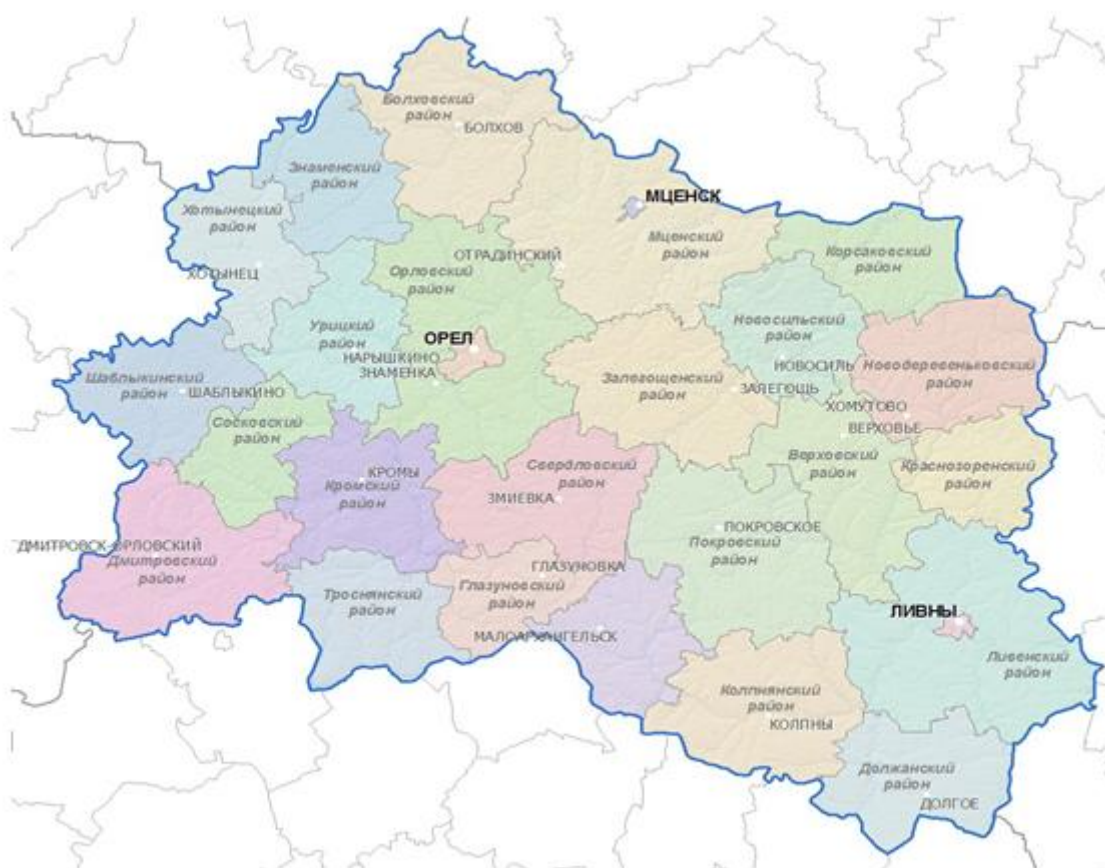 Болховский
район
БОЛХОВ
Знаменский
район
МЦЕНСК
Хотынецкий
район
Мценский
район
Корсаковский
район
ОТРАДИНСКИЙ
Орловский
район
ХОТЫНЕЦ
Урицкий
район
Новосильский
район
ОРЕЛ
НАРЫШКИНО
ЗНАМЕНКА
НОВОСИЛЬ
Новодеревеньковский
район
Шаблыкинский
район
ШАБЛЫКИНО
Залегощенский
район
ЗАЛЕГОЩЬ
ХОМУТОВО
ВЕРХОВЬЕ
Сосковский
район
Верховский
район
Краснозоренский
район
КРОМЫ
Кромский
район
Свердловский
район
ЗМИЕВКА
ПОКРОВСКОЕ
Покровский
район
ДМИТРОВСК-ОРЛОВСКИЙ
Дмитровский
район
ГЛАЗУНОВКА
Глазуновский
район
Троснянский
район
МАЛОАРХАНГЕЛЬСК
ЛИВНЫ
Ливенский
район
Колпнянский
район
КОЛПНЫ
Должанский
район
ДОЛГОЕ